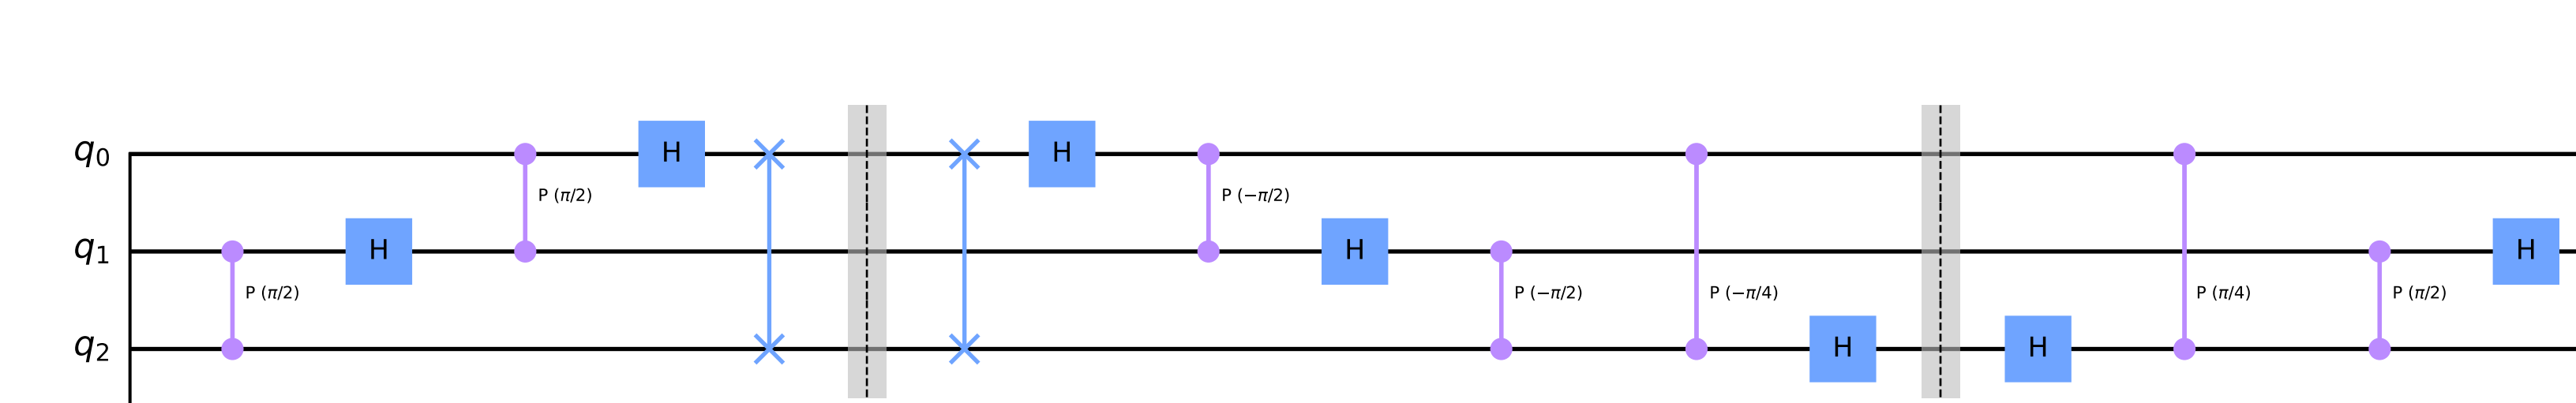 q0 H H
P (π/2) P (−π/2)
q1 H H H
P (π/2) P (−π/2) P (−π/4) P (π/4) P (π/2)
q2 H H